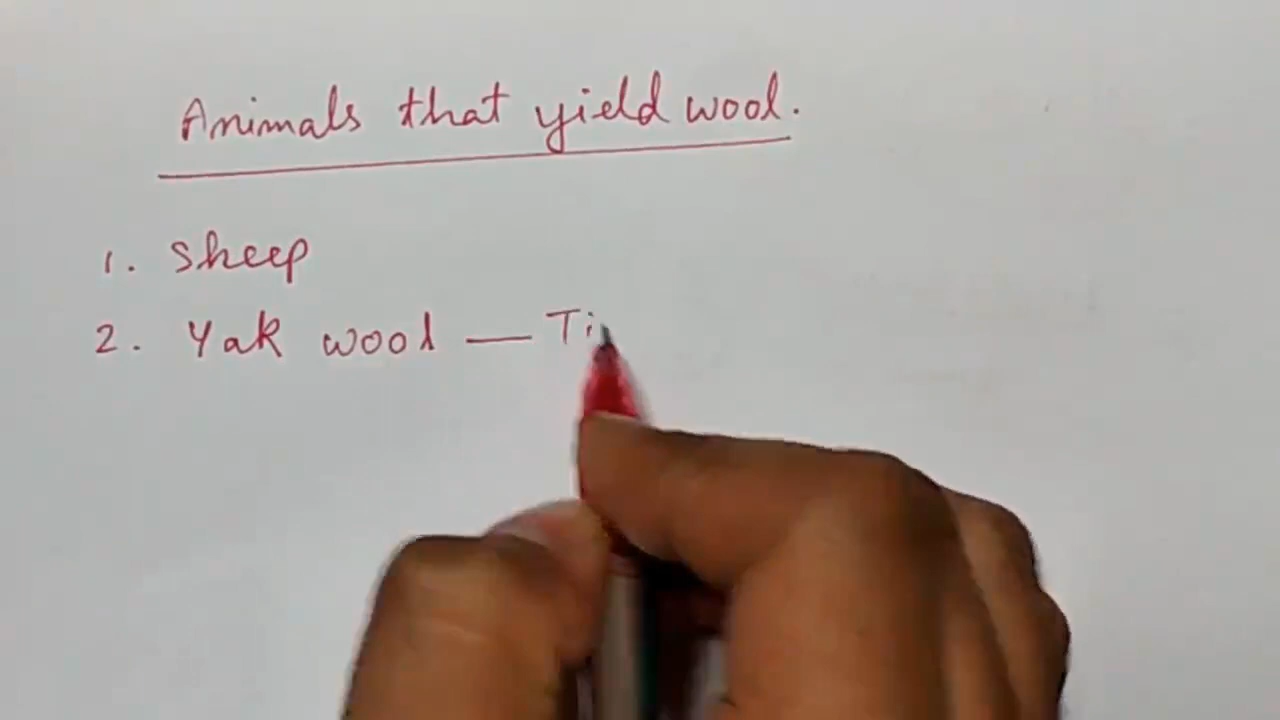 Animals that yield wool.
1. Sheep
2. Yak wool — Ti